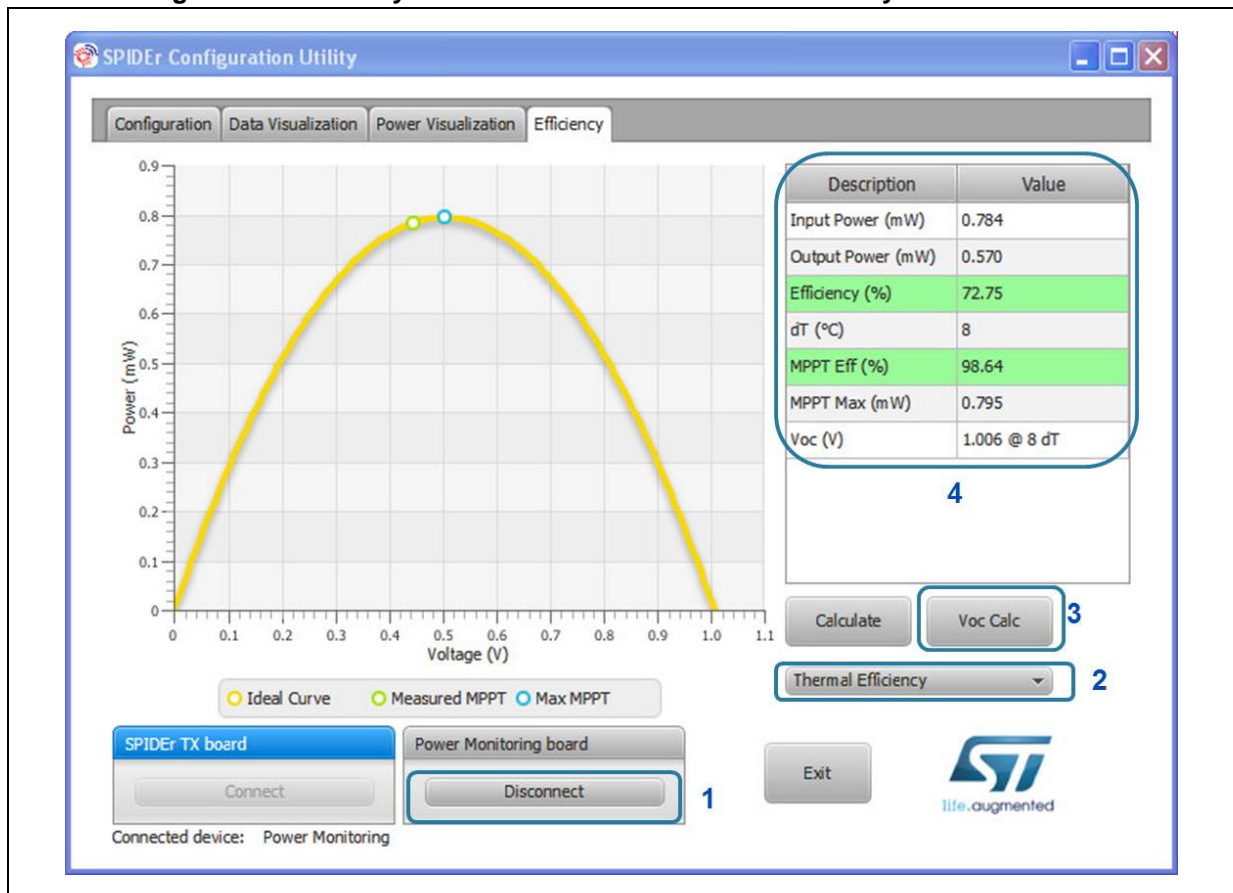 SPIDEr Configuration Utility
Configuration Data Visualization Power Visualization Efficiency
0.9
0.8
0.7
0.6
0.5
0.4
0.3
0.2
0.1
0
Power (mW)
0 0.1 0.2 0.3 0.4 0.5 0.6 0.7 0.8 0.9 1.0 1.1
Voltage (V)
Ideal Curve Measured MPPT Max MPPT
Description Value
Input Power (mW) 0.784
Output Power (mW) 0.570
Efficiency (%) 72.75
dT (°C) 8
MPPT Eff (%) 98.64
MPPT Max (mW) 0.795
Voc (V) 1.006 @ 8 dT
4
Calculate Voc Calc 3
Thermal Efficiency 2
SPIDEr TX board Power Monitoring board
Connect Disconnect 1
Exit
ST
life.augmented
Connected device: Power Monitoring